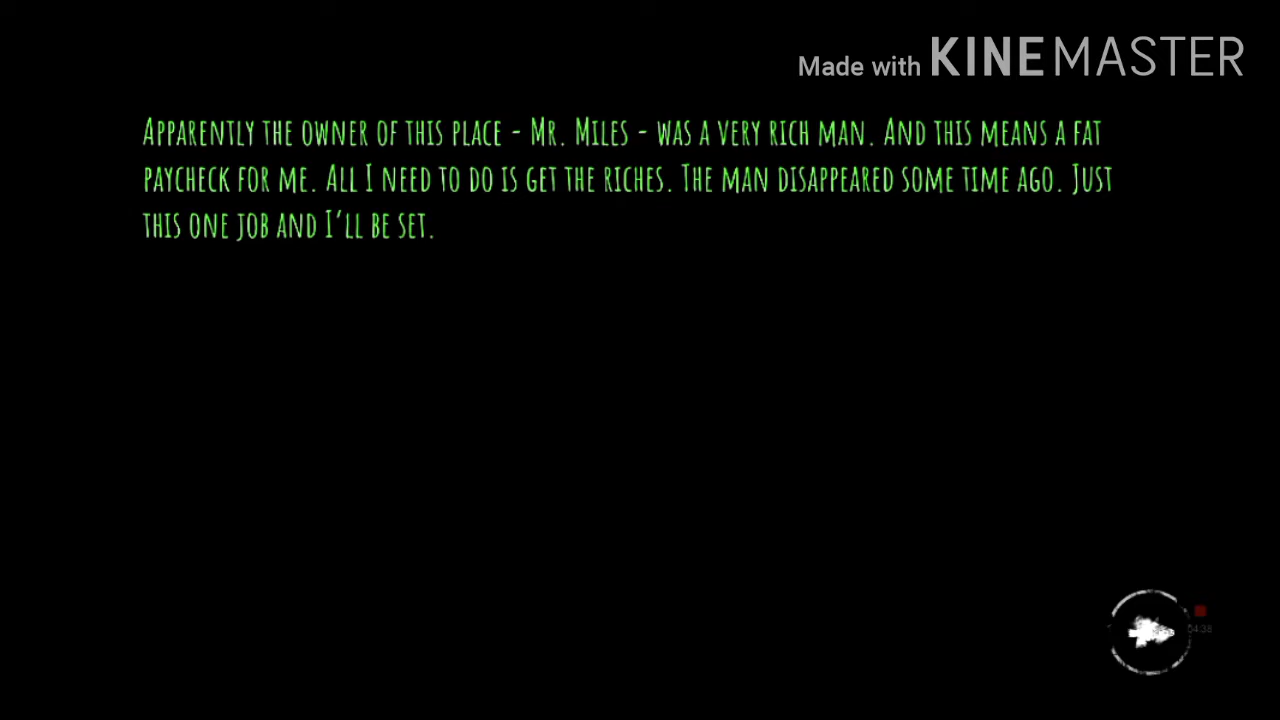 Made with KINEMASTER
Apparently the owner of this place - Mr. Miles - was a very rich man. And this means a fat
paycheck for me. All I need to do is get the riches. The man disappeared some time ago. Just
this one job and I'll be set.
04:38